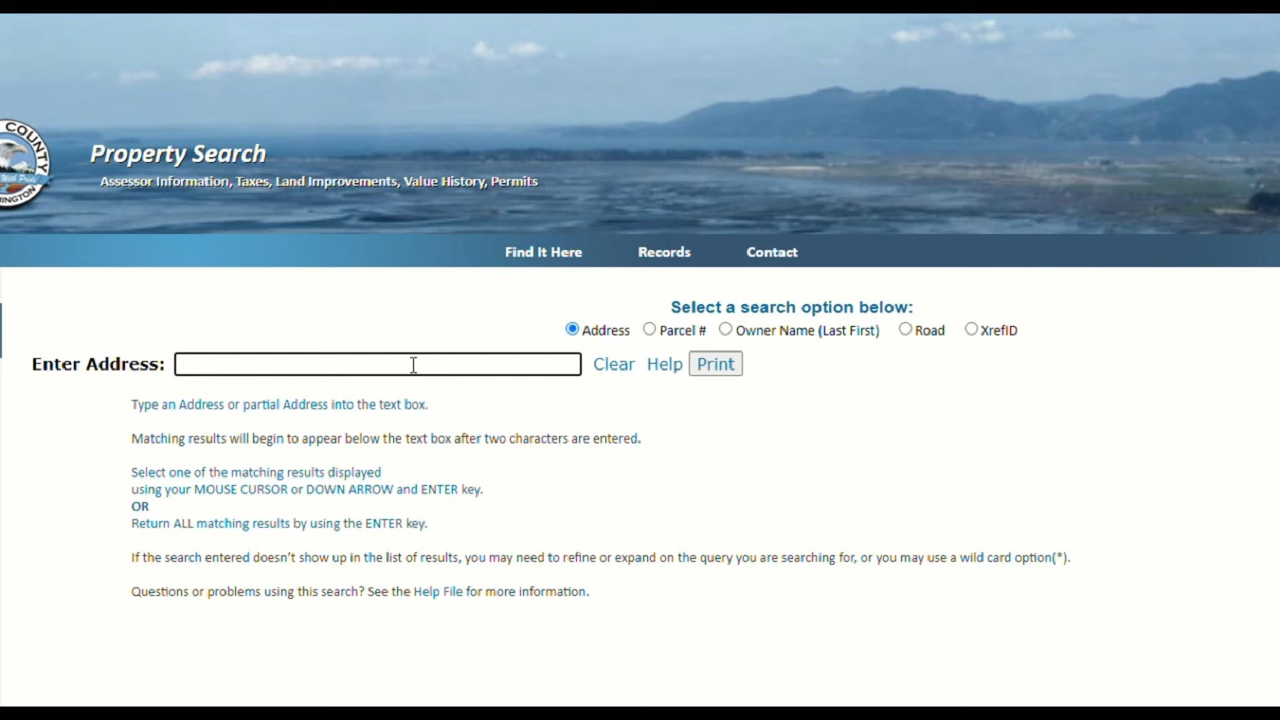 COUNTY
Property Search
Assessor Information, Taxes, Land Improvements, Value History, Permits
Find It Here Records Contact
Select a search option below:
Address Parcel # Owner Name (Last First) Road XrefID
Enter Address: Clear Help Print
Type an Address or partial Address into the text box.
Matching results will begin to appear below the text box after two characters are entered.
Select one of the matching results displayed
using your MOUSE CURSOR or DOWN ARROW and ENTER key.
OR
Return ALL matching results by using the ENTER key.
If the search entered doesn't show up in the list of results, you may need to refine or expand on the query you are searching for, or you may use a wild card option(*).
Questions or problems using this search? See the Help File for more information.